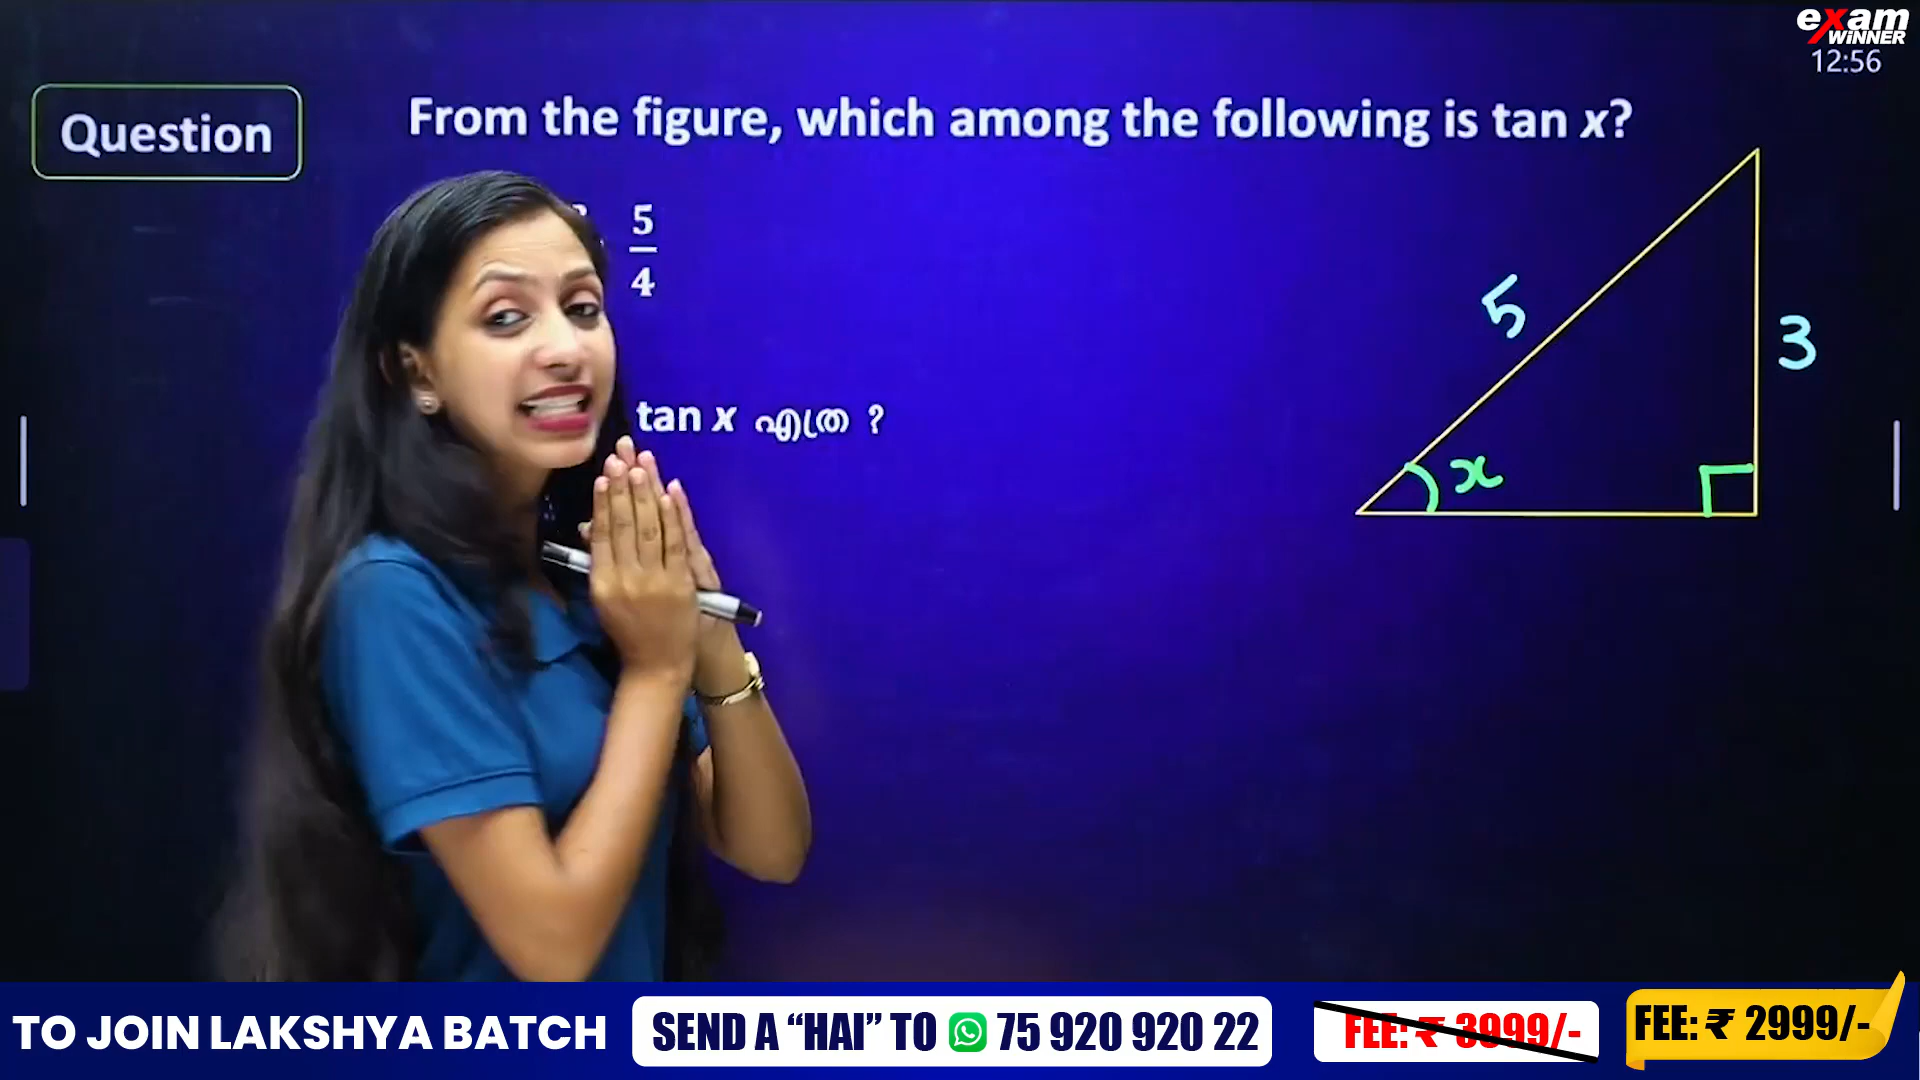 exam
WiNNER
12:56
Question
From the figure, which among the following is tan x?
5
4
5
3
x
tan x എത്ര ?
TO JOIN LAKSHYA BATCH
SEND A “HAI” TO 75 920 920 22
FEE: ₹ 3999/-
FEE: ₹ 2999/-